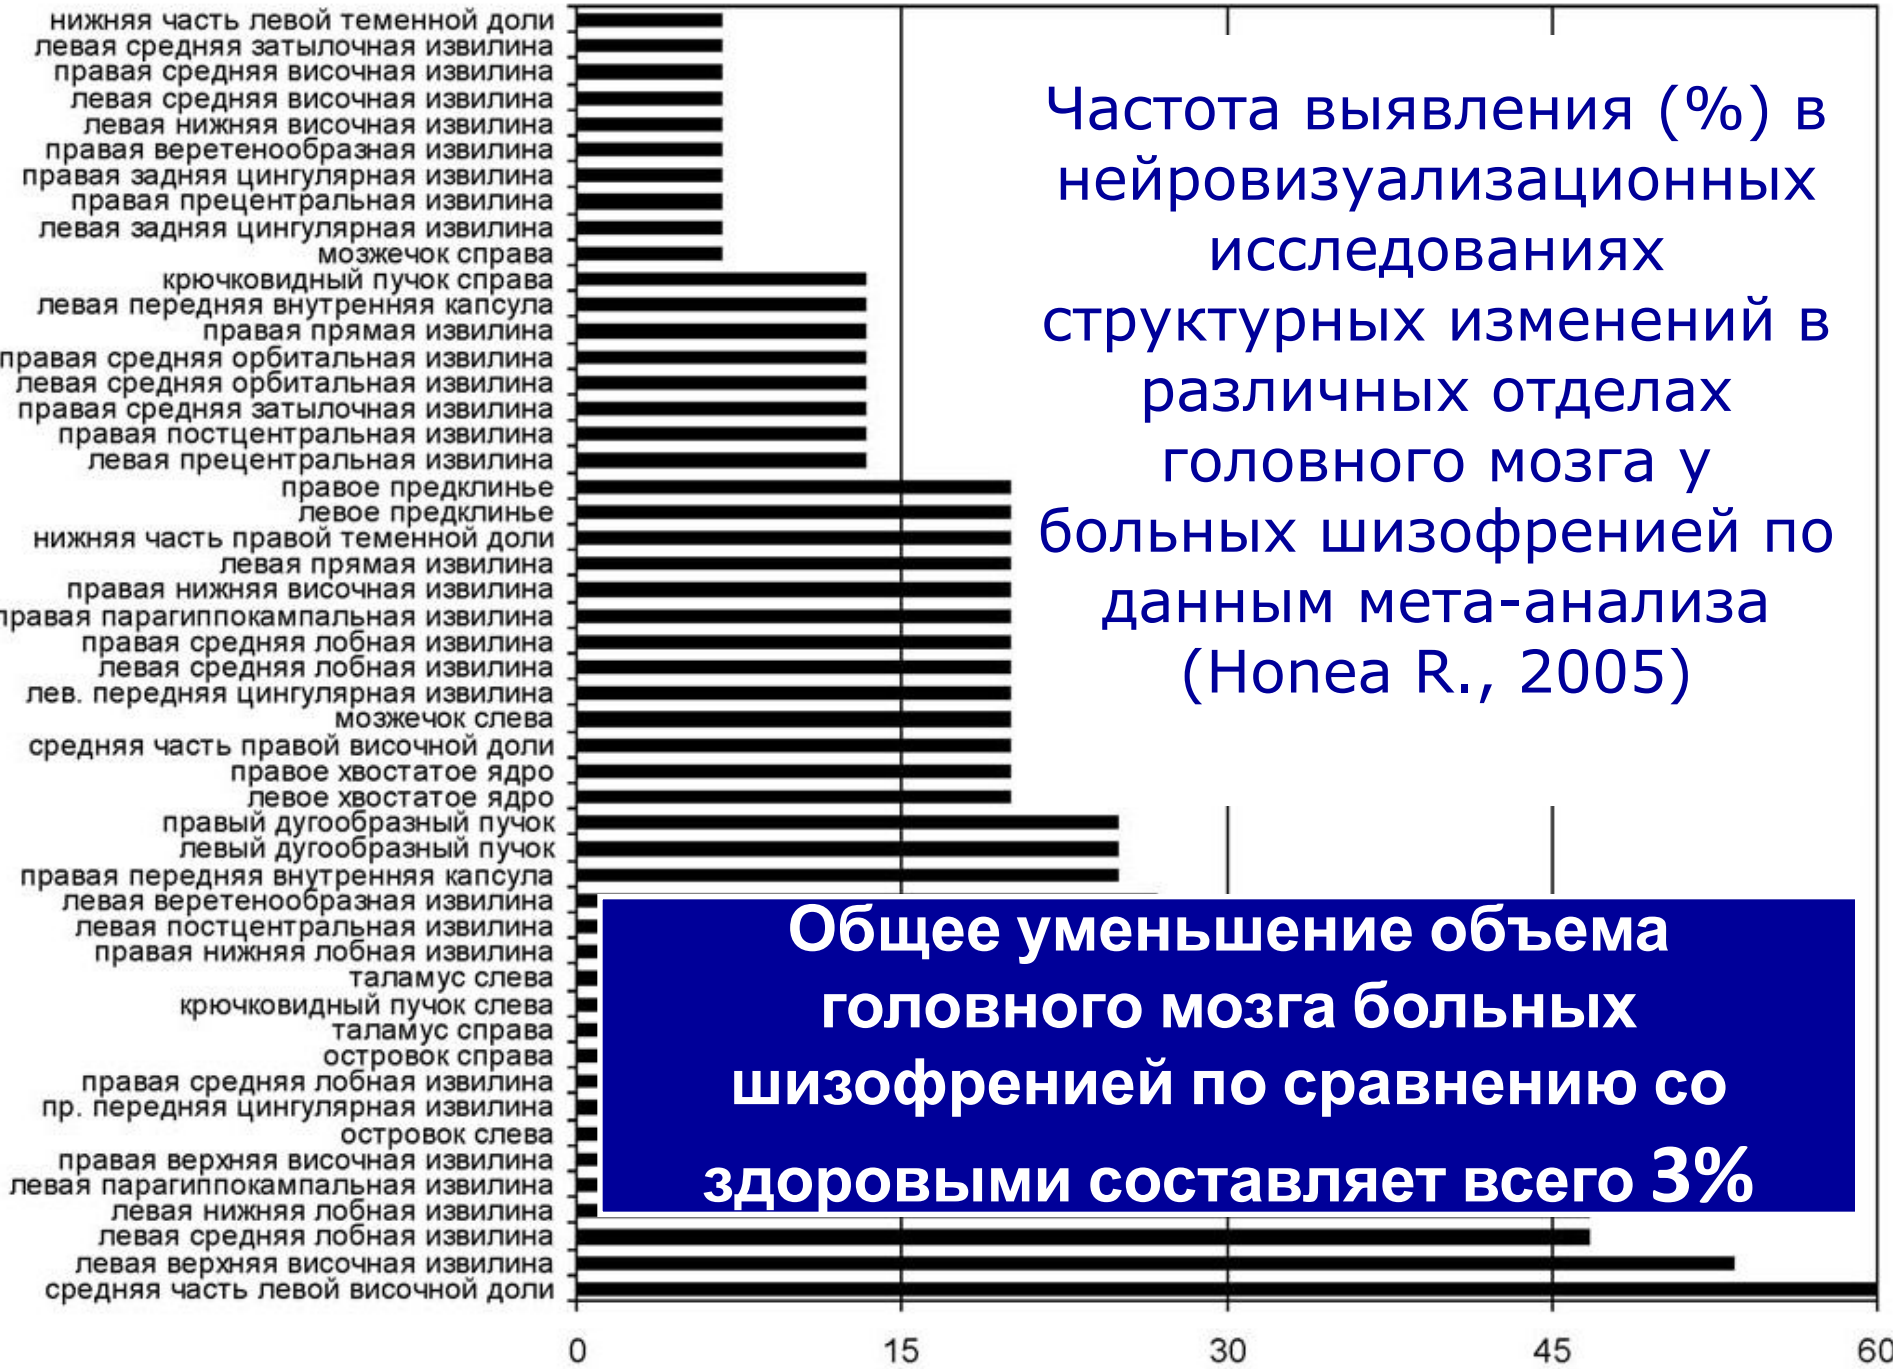 нижняя часть левой теменной доли
левая средняя затылочная извилина
правая средняя височная извилина
левая средняя височная извилина
левая нижняя височная извилина
правая веретенообразная извилина
правая задняя цингулярная извилина
правая прецентральная извилина
левая задняя цингулярная извилина
мозжечок справа
крючковидный пучок справа
левая передняя внутренняя капсула
правая прямая извилина
правая средняя орбитальная извилина
левая средняя орбитальная извилина
правая средняя затылочная извилина
правая постцентральная извилина
левая прецентральная извилина
правое предклинье
левое предклинье
нижняя часть правой теменной доли
левая прямая извилина
правая нижняя височная извилина
правая парагиппокампальная извилина
правая средняя лобная извилина
левая средняя лобная извилина
лев. передняя цингулярная извилина
мозжечок слева
средняя часть правой височной доли
правое хвостатое ядро
левое хвостатое ядро
правый дугообразный пучок
левый дугообразный пучок
правая передняя внутренняя капсула
левая веретенообразная извилина
левая постцентральная извилина
правая нижняя лобная извилина
таламус слева
крючковидный пучок слева
таламус справа
островок справа
правая средняя лобная извилина
пр. передняя цингулярная извилина
островок слева
правая верхняя височная извилина
левая парагиппокампальная извилина
левая нижняя лобная извилина
левая средняя лобная извилина
левая верхняя височная извилина
средняя часть левой височной доли
0 15 30 45 60
Частота выявления (%) в
нейровизуализационных
исследованиях
структурных изменений в
различных отделах
головного мозга у
больных шизофренией по
данным мета-анализа
(Honea R., 2005)
Общее уменьшение объема
головного мозга больных
шизофренией по сравнению со
здоровыми составляет всего 3%